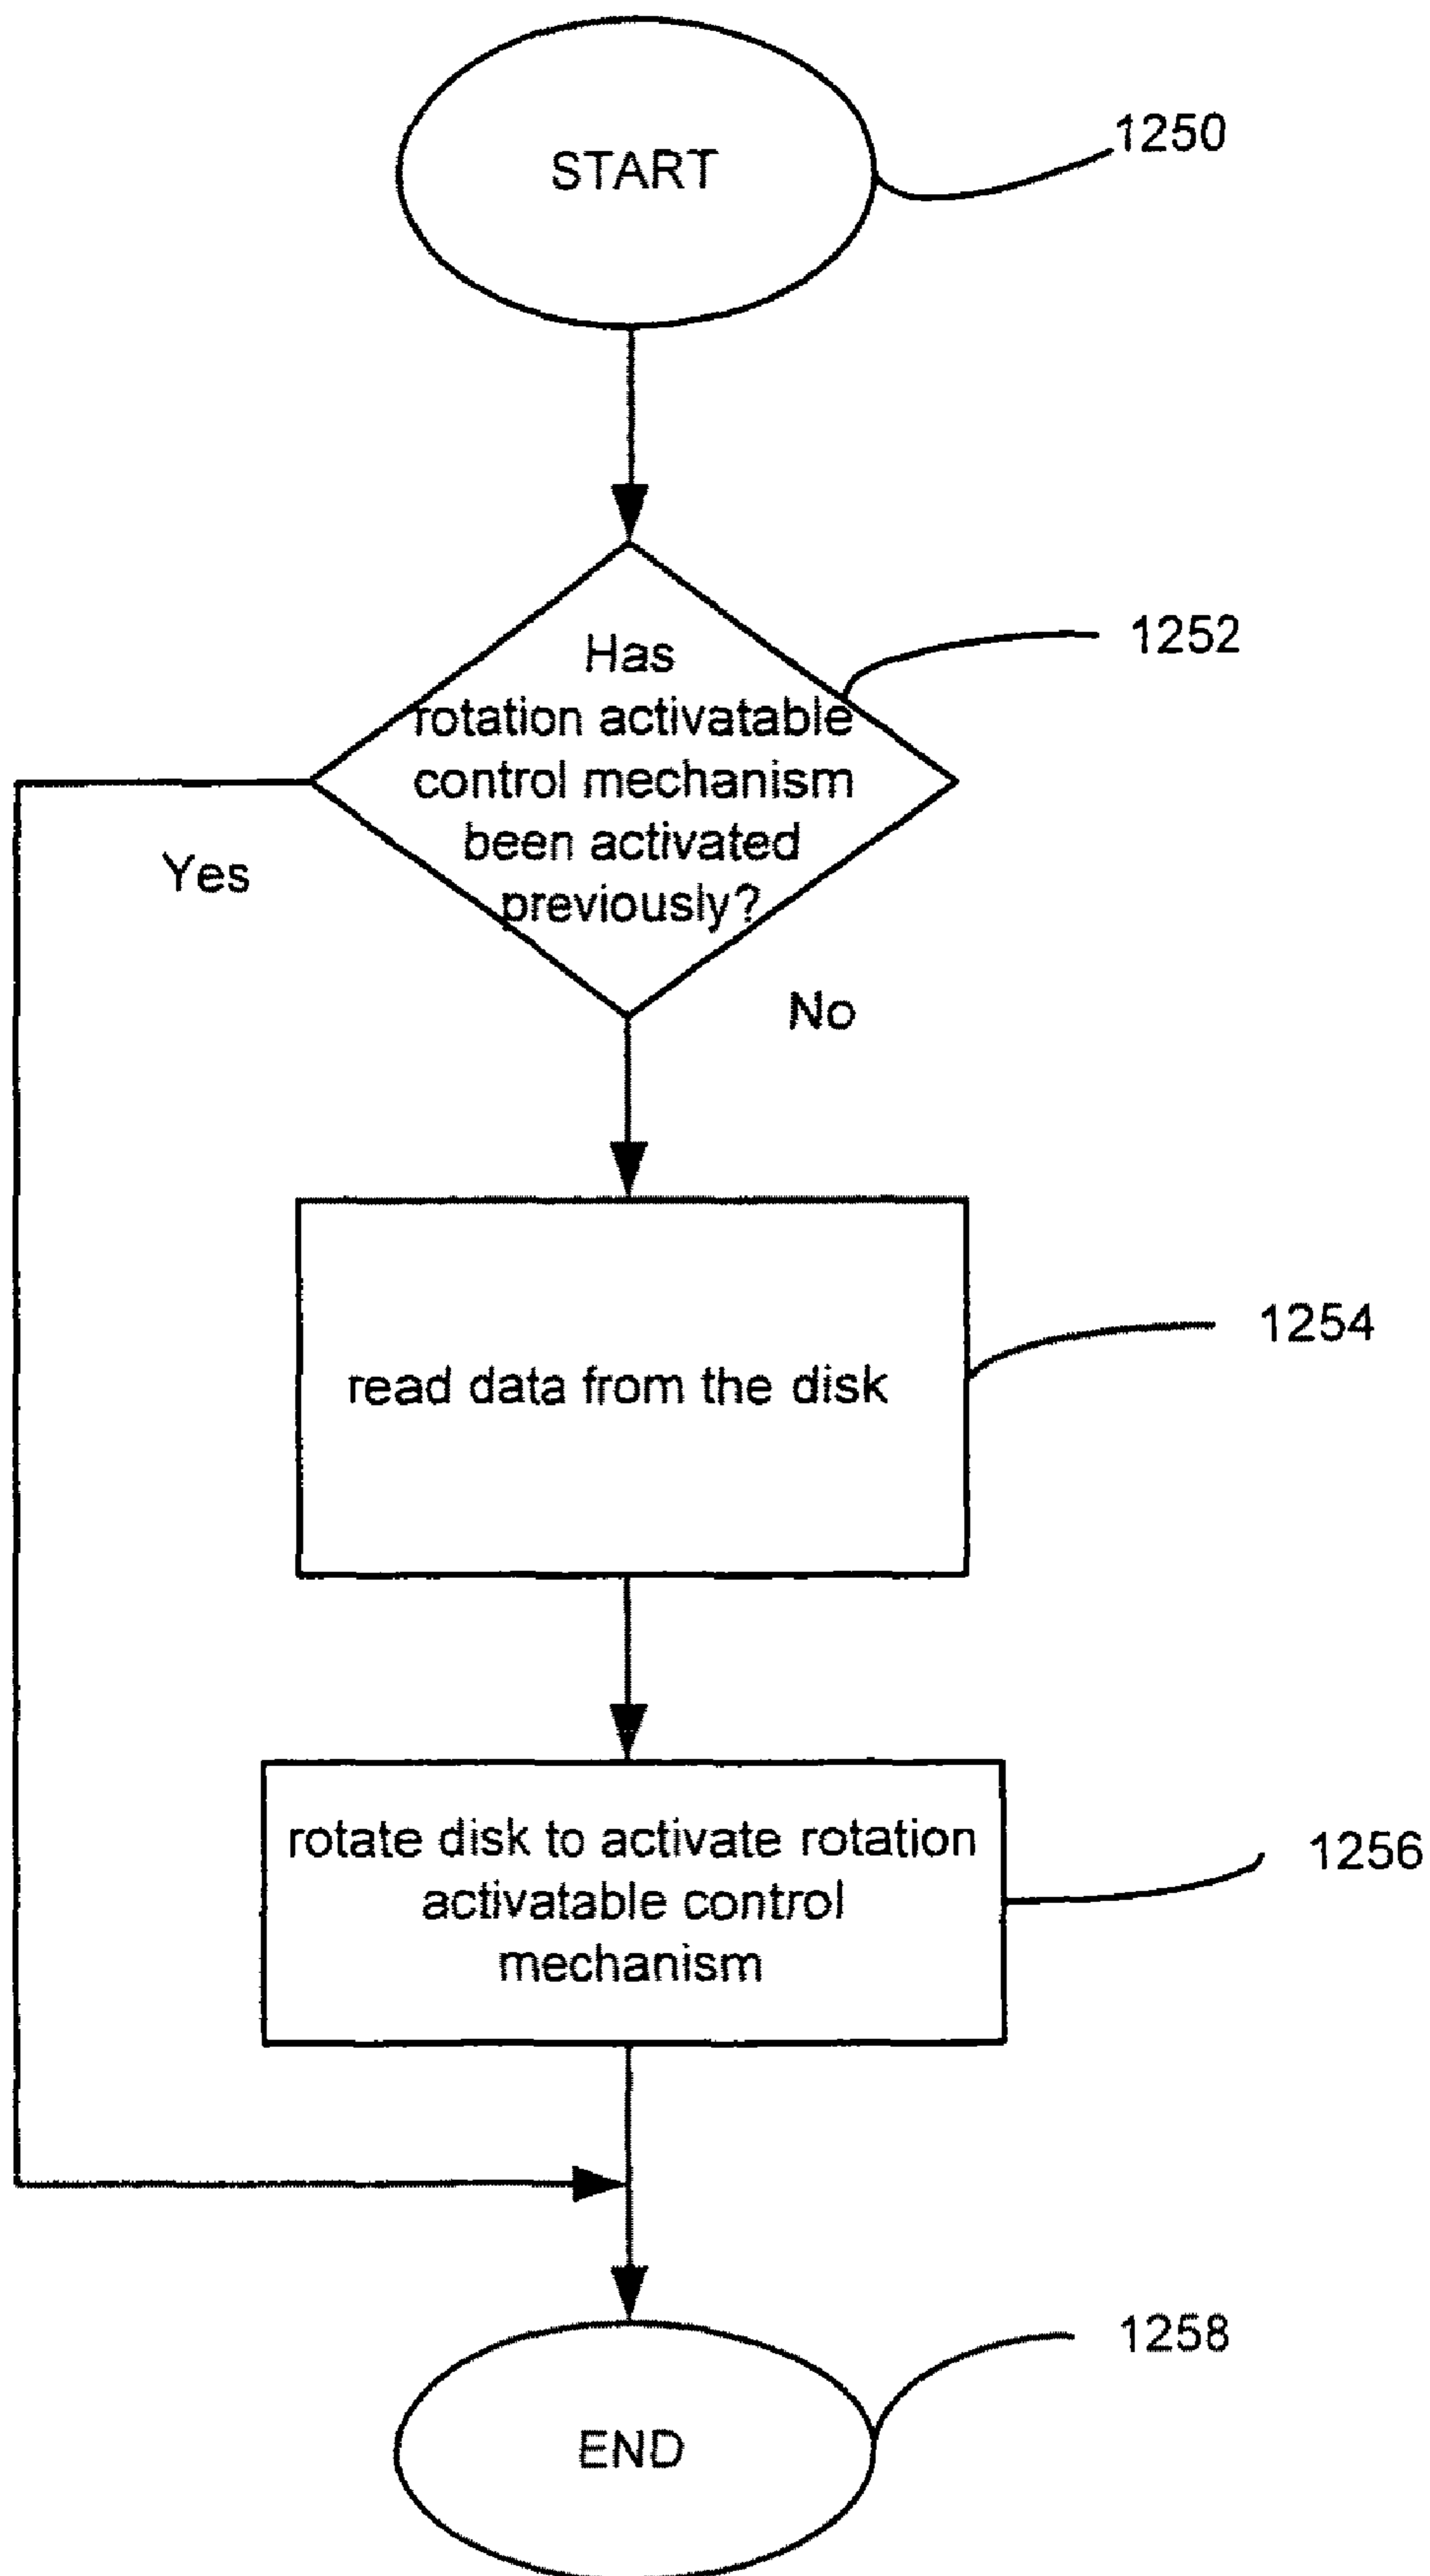 START
1250
Has
rotation activatable
control mechanism
been activated
previously?
1252
Yes
No
read data from the disk
1254
rotate disk to activate rotation
activatable control
mechanism
1256
1258
END